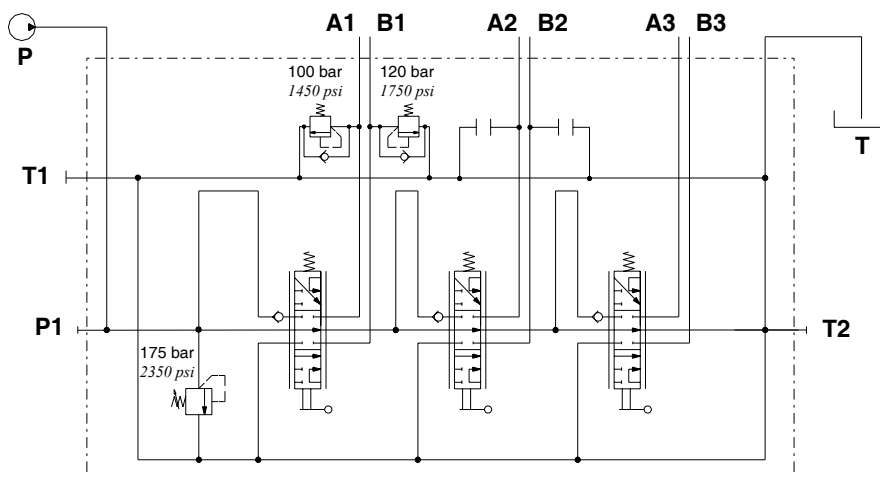 A1 B1 A2 B2 A3 B3
P
100 bar 120 bar
1450 psi 1750 psi
T
T1
P1 T2
175 bar
2350 psi